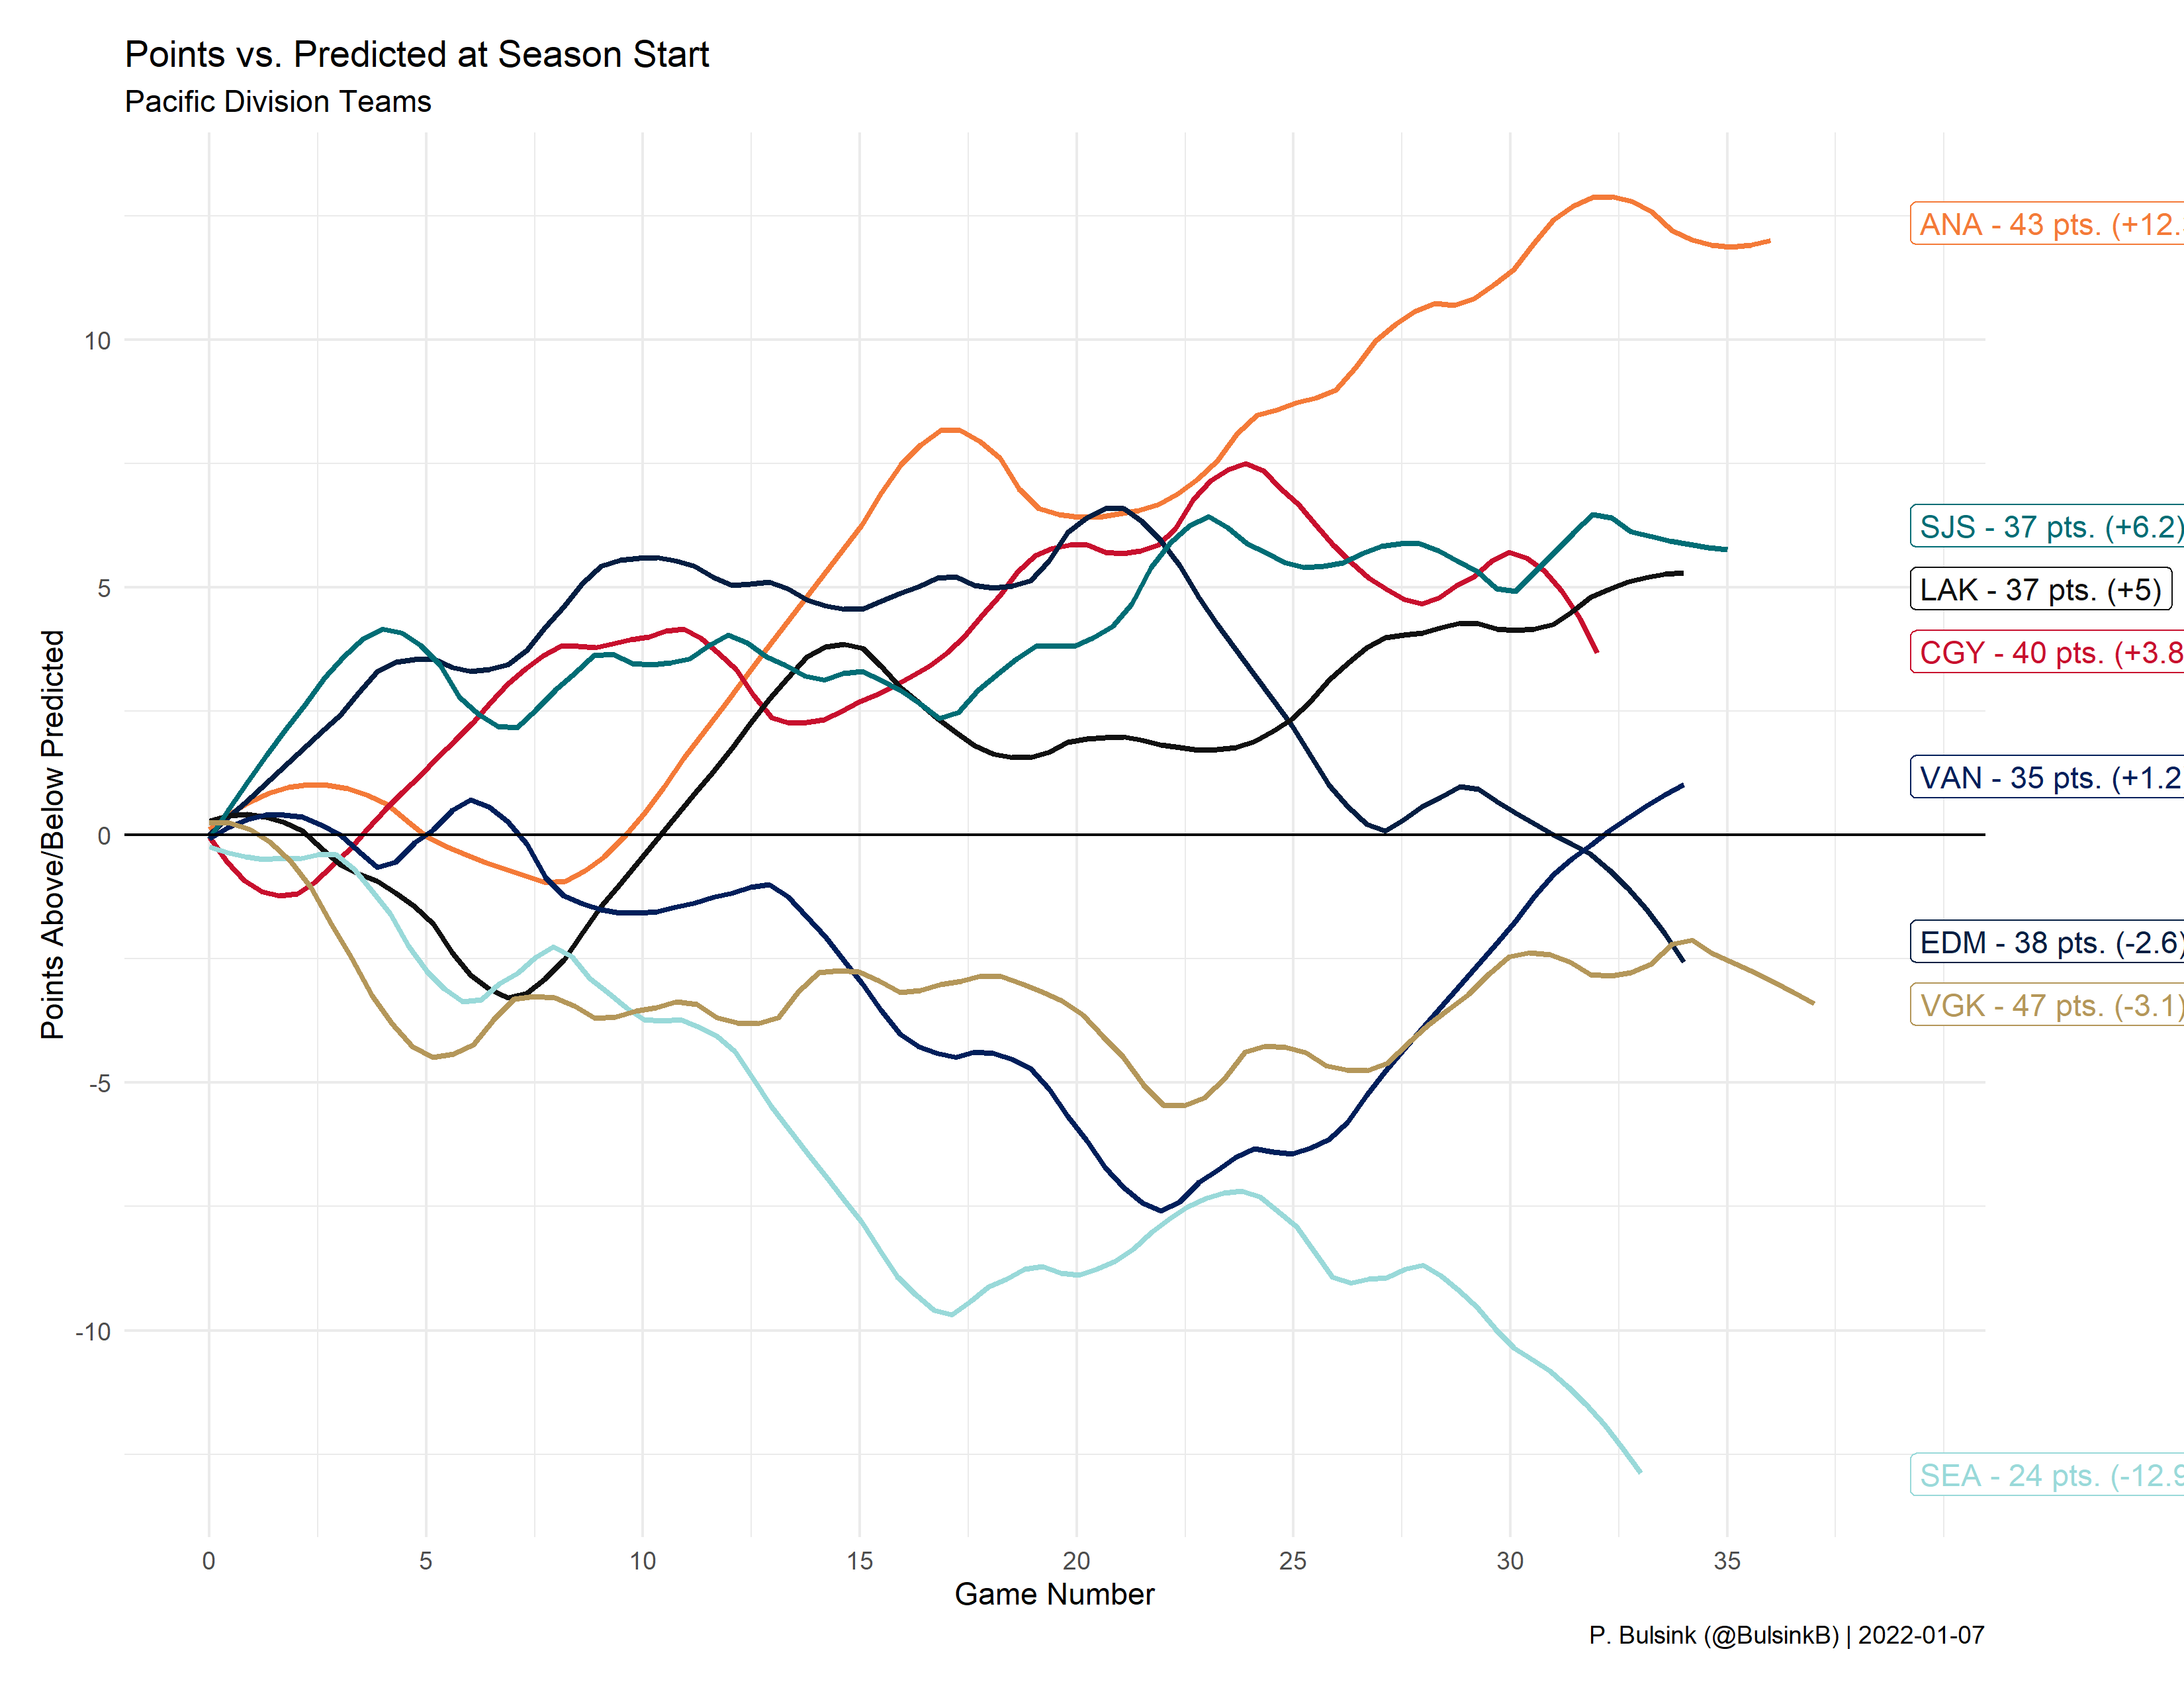 Points vs. Predicted at Season Start
Pacific Division Teams
Points Above/Below Predicted
10
5
0
-5
-10
ANA - 43 pts. (+12.
SJS - 37 pts. (+6.2)
LAK - 37 pts. (+5)
CGY - 40 pts. (+3.8
VAN - 35 pts. (+1.2
EDM - 38 pts. (-2.6)
VGK - 47 pts. (-3.1)
SEA - 24 pts. (-12.9
0 5 10 15 20 25 30 35
Game Number
P. Bulsink (@BulsinkB) | 2022-01-07